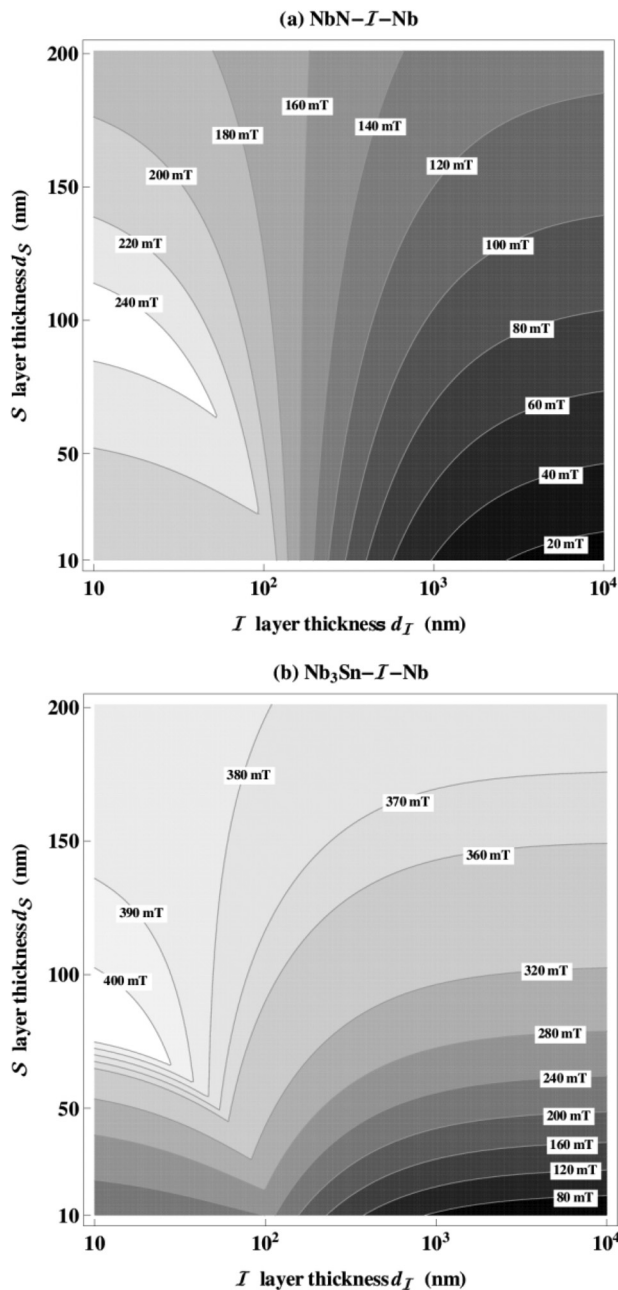 (a) NbN–ℐ–Nb
200
160 mT
180 mT
140 mT
200 mT
120 mT
150
220 mT
100 mT
240 mT
100
80 mT
60 mT
50
40 mT
20 mT
10
10
10²
10³
10⁴
𝒮 layer thickness d𝒮 (nm)
ℐ layer thickness dℐ (nm)
(b) Nb₃Sn–ℐ–Nb
200
380 mT
370 mT
150
360 mT
390 mT
400 mT
320 mT
100
280 mT
240 mT
50
200 mT
160 mT
120 mT
80 mT
10
10
10²
10³
10⁴
𝒮 layer thickness d𝒮 (nm)
ℐ layer thickness dℐ (nm)